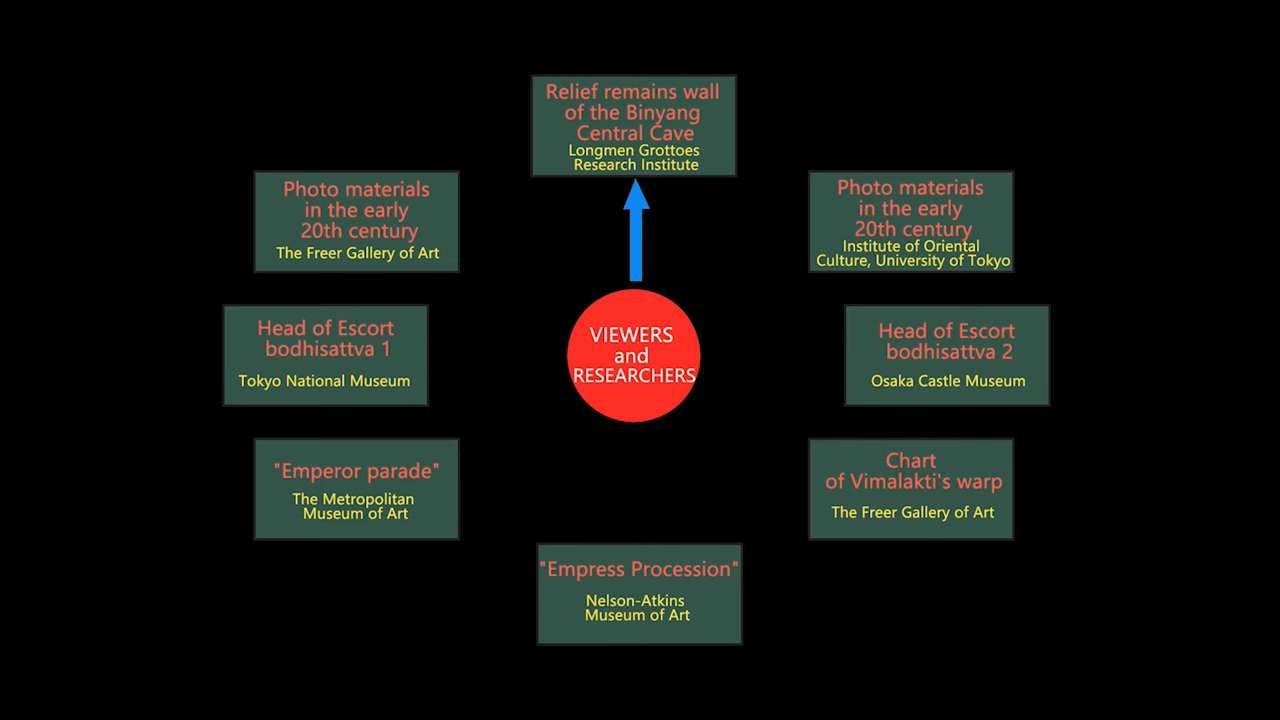 Relief remains wall
of the Binyang
Central Cave
Longmen Grottoes
Research Institute
Photo materials
in the early
20th century
The Freer Gallery of Art
Photo materials
in the early
20th century
Institute of Oriental
Culture, University of Tokyo
Head of Escort
bodhisattva 1
Tokyo National Museum
VIEWERS
and
RESEARCHERS
Head of Escort
bodhisattva 2
Osaka Castle Museum
"Emperor parade"
The Metropolitan
Museum of Art
Chart
of Vimalakti's warp
The Freer Gallery of Art
"Empress Procession"
Nelson-Atkins
Museum of Art